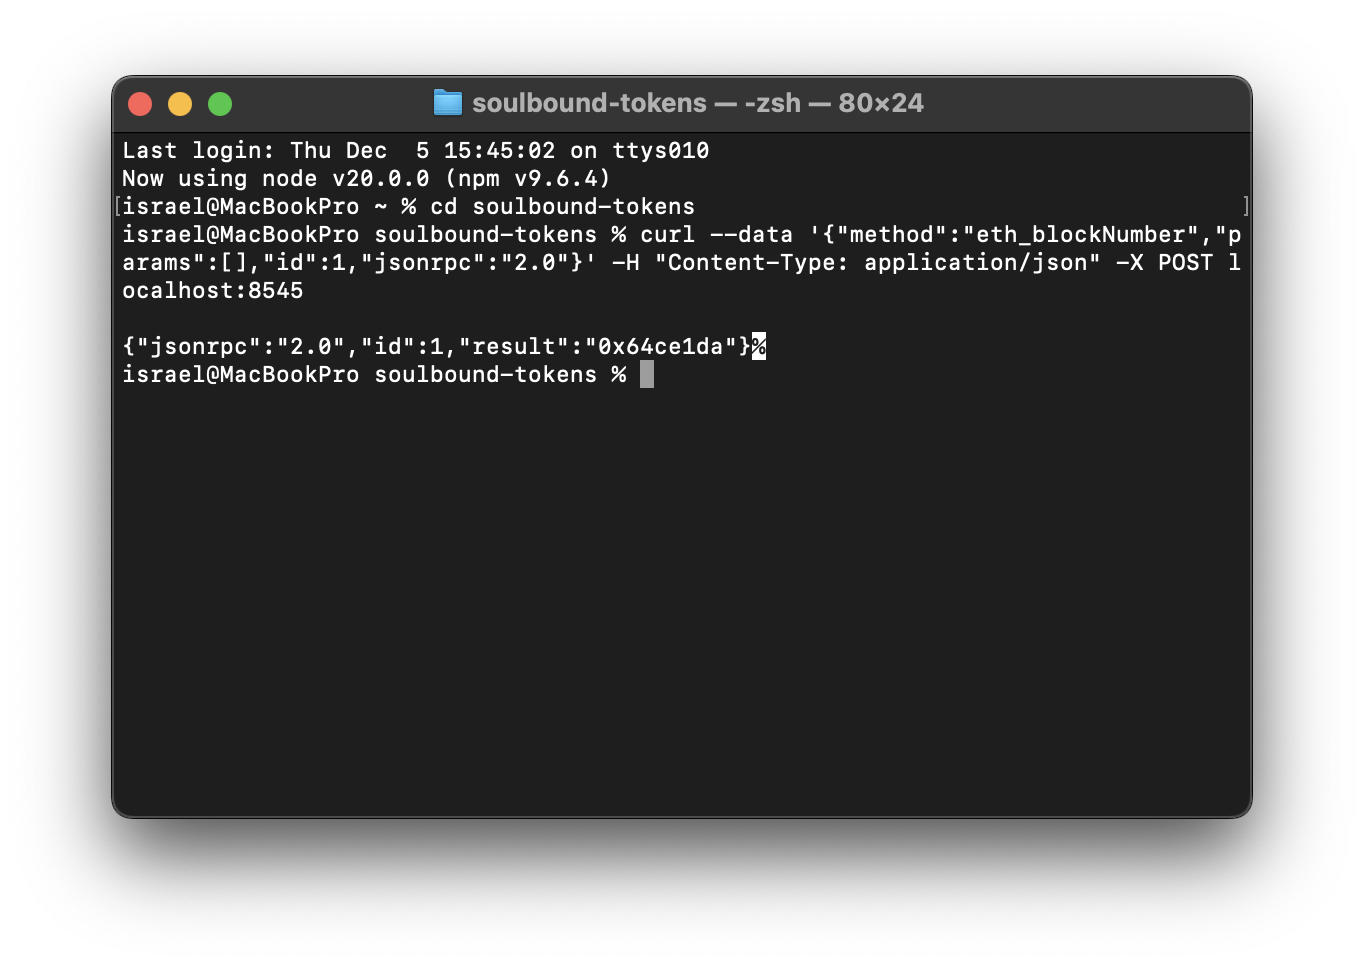 soulbound-tokens — -zsh — 80×24
Last login: Thu Dec  5 15:45:02 on ttys010
Now using node v20.0.0 (npm v9.6.4)
[israel@MacBookPro ~ % cd soulbound-tokens ]
israel@MacBookPro soulbound-tokens % curl --data '{"method":"eth_blockNumber","p
arams":[],"id":1,"jsonrpc":"2.0"}' -H "Content-Type: application/json" -X POST l
ocalhost:8545
{"jsonrpc":"2.0","id":1,"result":"0x64ce1da"}%
israel@MacBookPro soulbound-tokens %